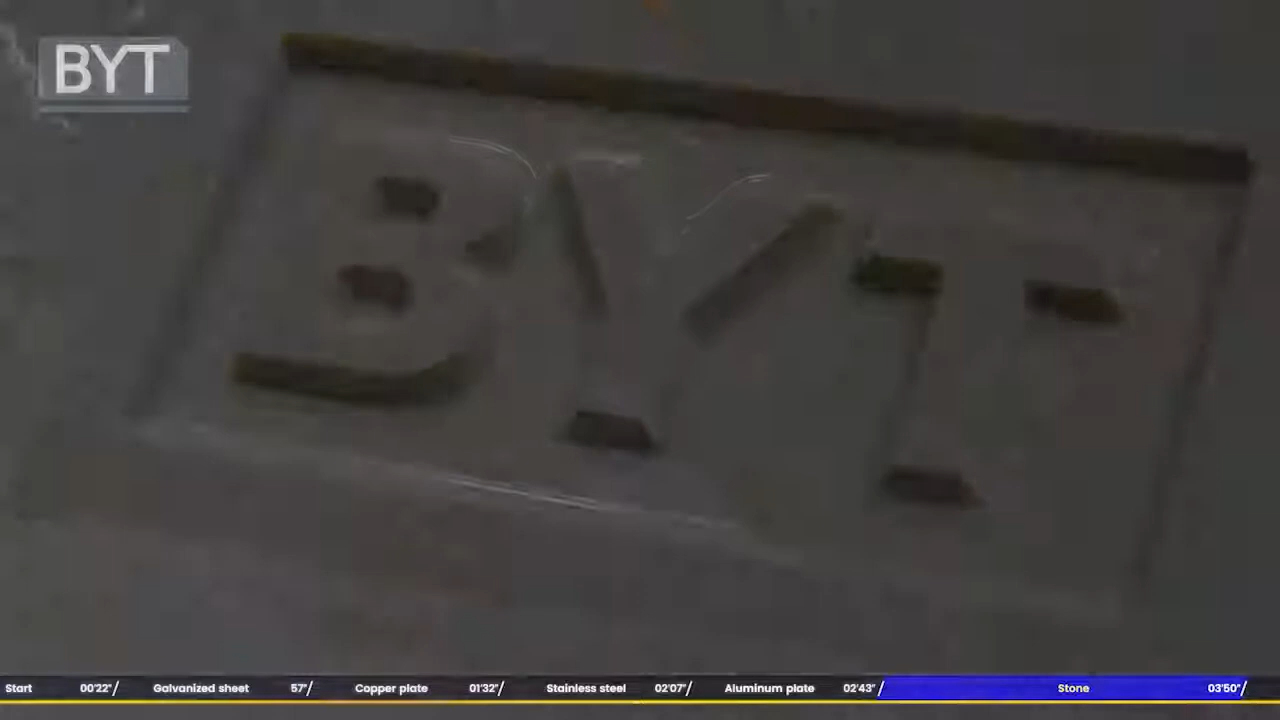 BYT
BYT
Start 00'22" Galvanized sheet 57" Copper plate 01'32" Stainless steel 02'07" Aluminum plate 02'43" Stone 03'50"